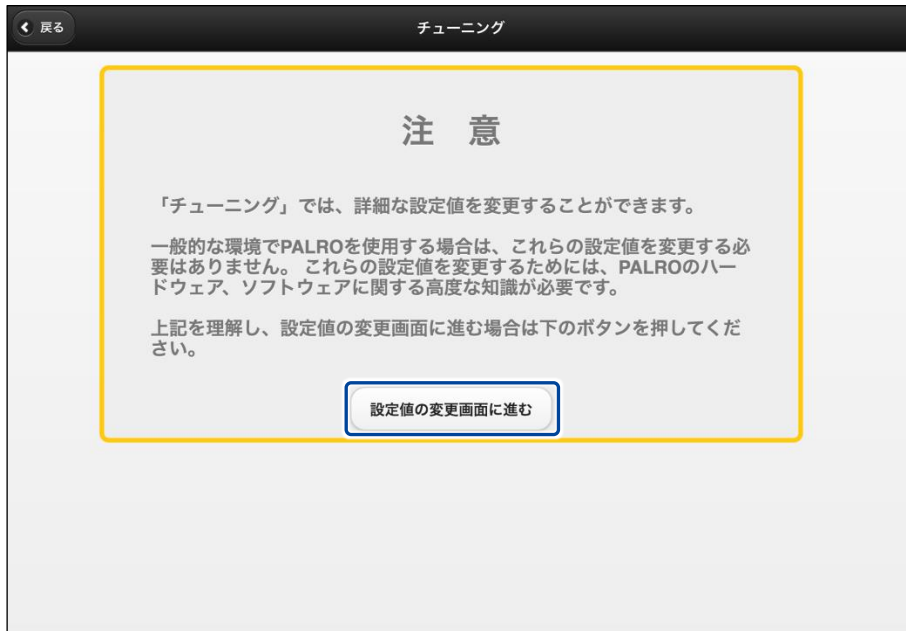 戻る
チューニング
注　意
「チューニング」では、詳細な設定値を変更することができます。
一般的な環境でPALROを使用する場合は、これらの設定値を変更する必
要はありません。 これらの設定値を変更するためには、PALROのハー
ドウェア、ソフトウェアに関する高度な知識が必要です。
上記を理解し、設定値の変更画面に進む場合は下のボタンを押してくだ
さい。
設定値の変更画面に進む